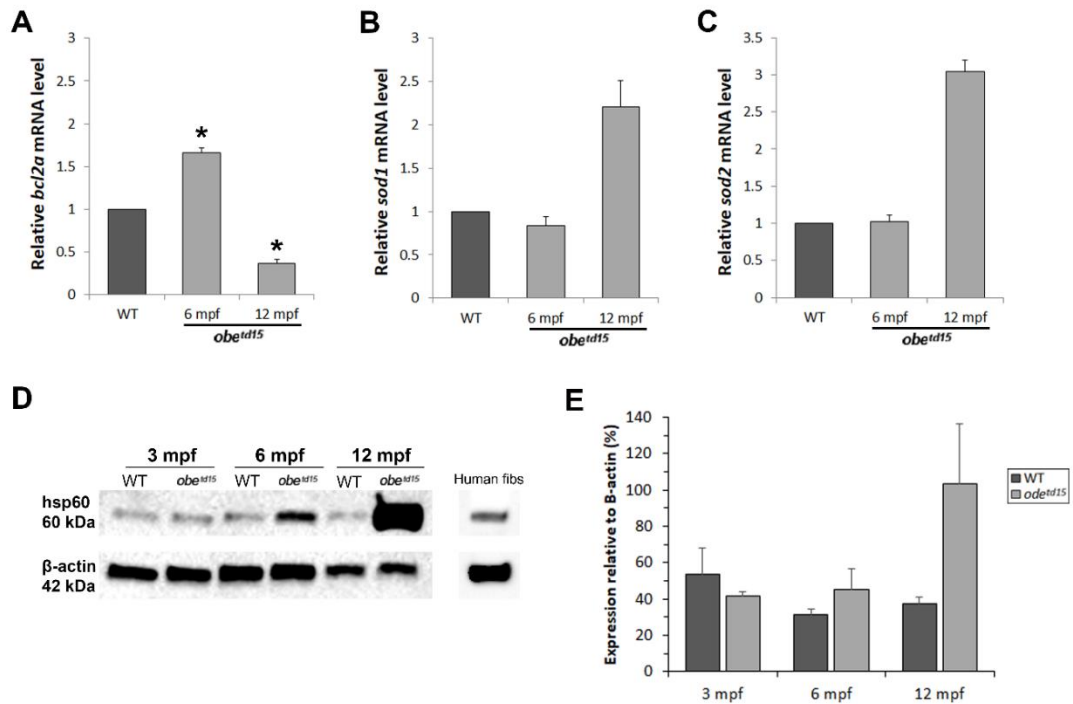 A
Relative bcl2a mRNA level
3
2.5
2
1.5
1
0.5
0
*
*
WT
6 mpf
12 mpf
obetd15
B
Relative sod1 mRNA level
3
2.5
2
1.5
1
0.5
0
WT
6 mpf
12 mpf
obetd15
C
Relative sod2 mRNA level
3.5
3
2.5
2
1.5
1
0.5
0
WT
6 mpf
12 mpf
obetd15
D
3 mpf 6 mpf 12 mpf
WT obetd15 WT obetd15 WT obetd15 Human fibs
hsp60
60 kDa
β-actin
42 kDa
E
Expression relative to B-actin (%)
140
120
100
80
60
40
20
0
3 mpf
6 mpf
12 mpf
WT
odetd15